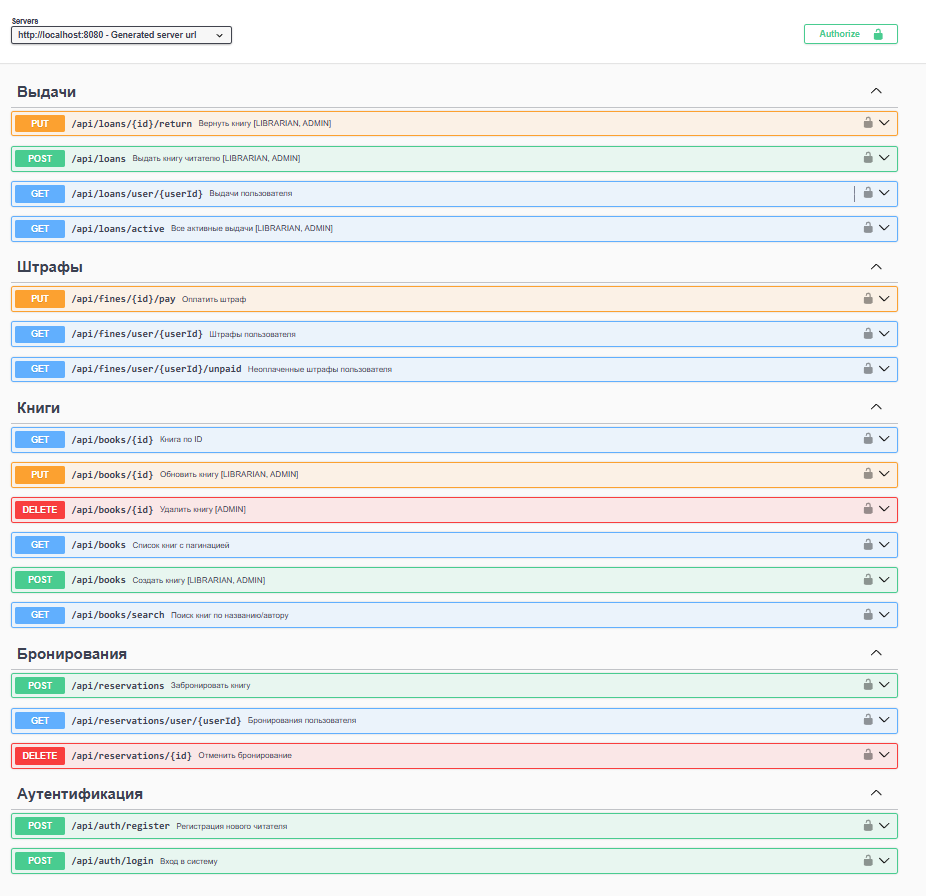 Servers
http://localhost:8080 - Generated server url
Authorize
Выдачи
PUT /api/loans/{id}/return Вернуть книгу [LIBRARIAN, ADMIN]
POST /api/loans Выдать книгу читателю [LIBRARIAN, ADMIN]
GET /api/loans/user/{userId} Выдачи пользователя
GET /api/loans/active Все активные выдачи [LIBRARIAN, ADMIN]
Штрафы
PUT /api/fines/{id}/pay Оплатить штраф
GET /api/fines/user/{userId} Штрафы пользователя
GET /api/fines/user/{userId}/unpaid Неоплаченные штрафы пользователя
Книги
GET /api/books/{id} Книга по ID
PUT /api/books/{id} Обновить книгу [LIBRARIAN, ADMIN]
DELETE /api/books/{id} Удалить книгу [ADMIN]
GET /api/books Список книг с пагинацией
POST /api/books Создать книгу [LIBRARIAN, ADMIN]
GET /api/books/search Поиск книг по названию/автору
Бронирования
POST /api/reservations Забронировать книгу
GET /api/reservations/user/{userId} Бронирования пользователя
DELETE /api/reservations/{id} Отменить бронирование
Аутентификация
POST /api/auth/register Регистрация нового читателя
POST /api/auth/login Вход в систему